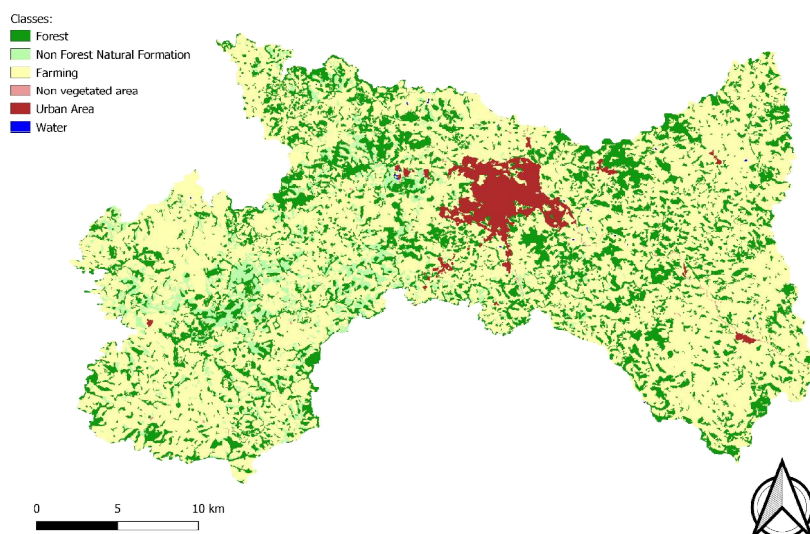 Classes:
Forest
Non Forest Natural Formation
Farming
Non vegetated area
Urban Area
Water
0 5 10 km